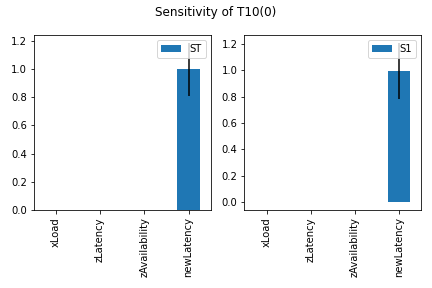 Sensitivity of T10(0)
1.2
1.0
0.8
0.6
0.4
0.2
0.0
ST
xLoad
zLatency
zAvailability
newLatency
1.2
1.0
0.8
0.6
0.4
0.2
0.0
S1
xLoad
zLatency
zAvailability
newLatency